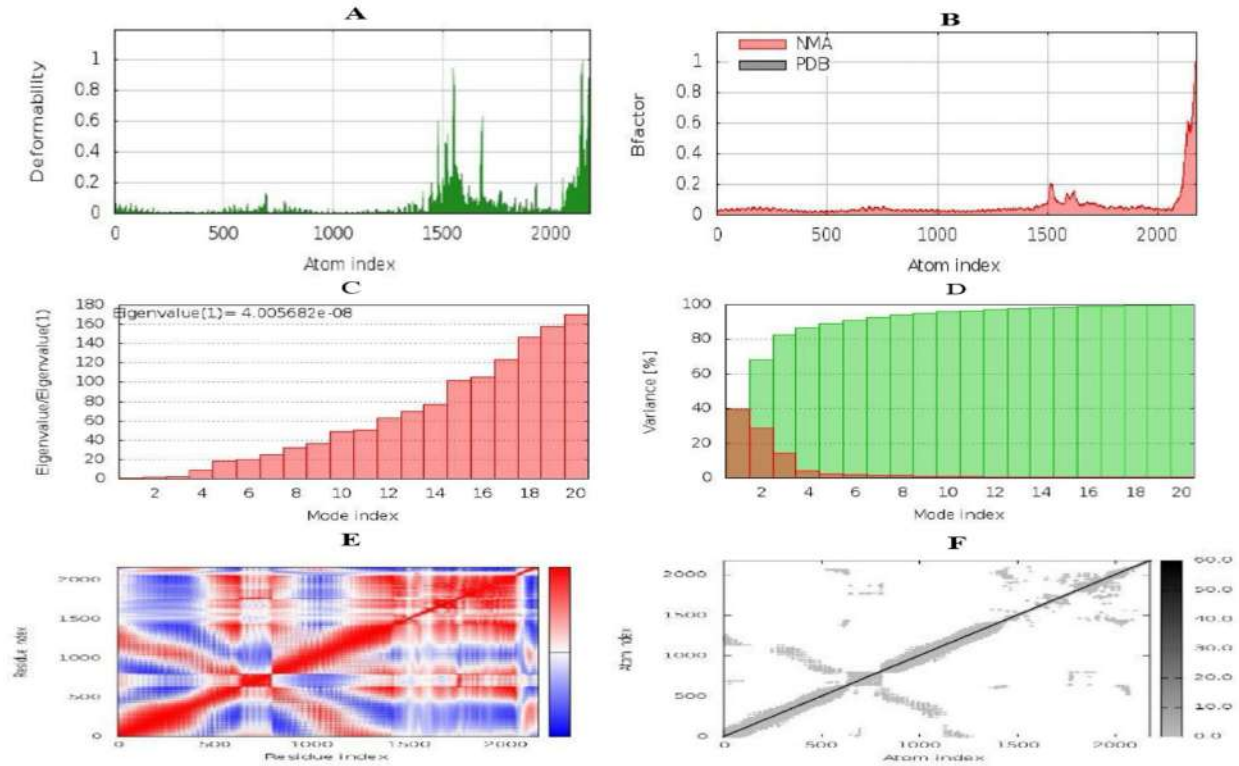 A
Deformability
1
0.8
0.6
0.4
0.2
0
0 500 1000 1500 2000
Atom index
B
NMA
PDB
Bfactor
1
0.8
0.6
0.4
0.2
0
0 500 1000 1500 2000
Atom index
C
Eigenvalue(1)= 4.005682e-08
Eigenvalue/Eigenvalue(1)
180
160
140
120
100
80
60
40
20
0
2 4 6 8 10 12 14 16 18 20
Mode index
D
Variance [%]
100
80
60
40
20
0
2 4 6 8 10 12 14 16 18 20
Mode index
E
Residue index
2000
1500
1000
500
0
0 500 1000 1500 2000
Residue index
F
Atom index
2000
1500
1000
500
0
0 500 1000 1500 2000
Atom index
60.0
50.0
40.0
30.0
20.0
10.0
0.0